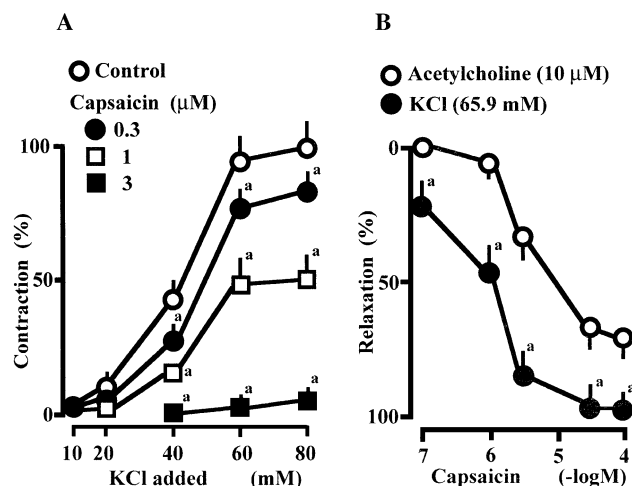 A
Control
Capsaicin (μM)
0.3
1
3
100
50
0
Contraction (%)
a
a
a
a
a
a
a
a
a
10 20 40 60 80
KCl added (mM)
B
Acetylcholine (10 μM)
KCl (65.9 mM)
0
50
100
Relaxation (%)
a
a
a
a
a
7 6 5 4
Capsaicin (-logM)